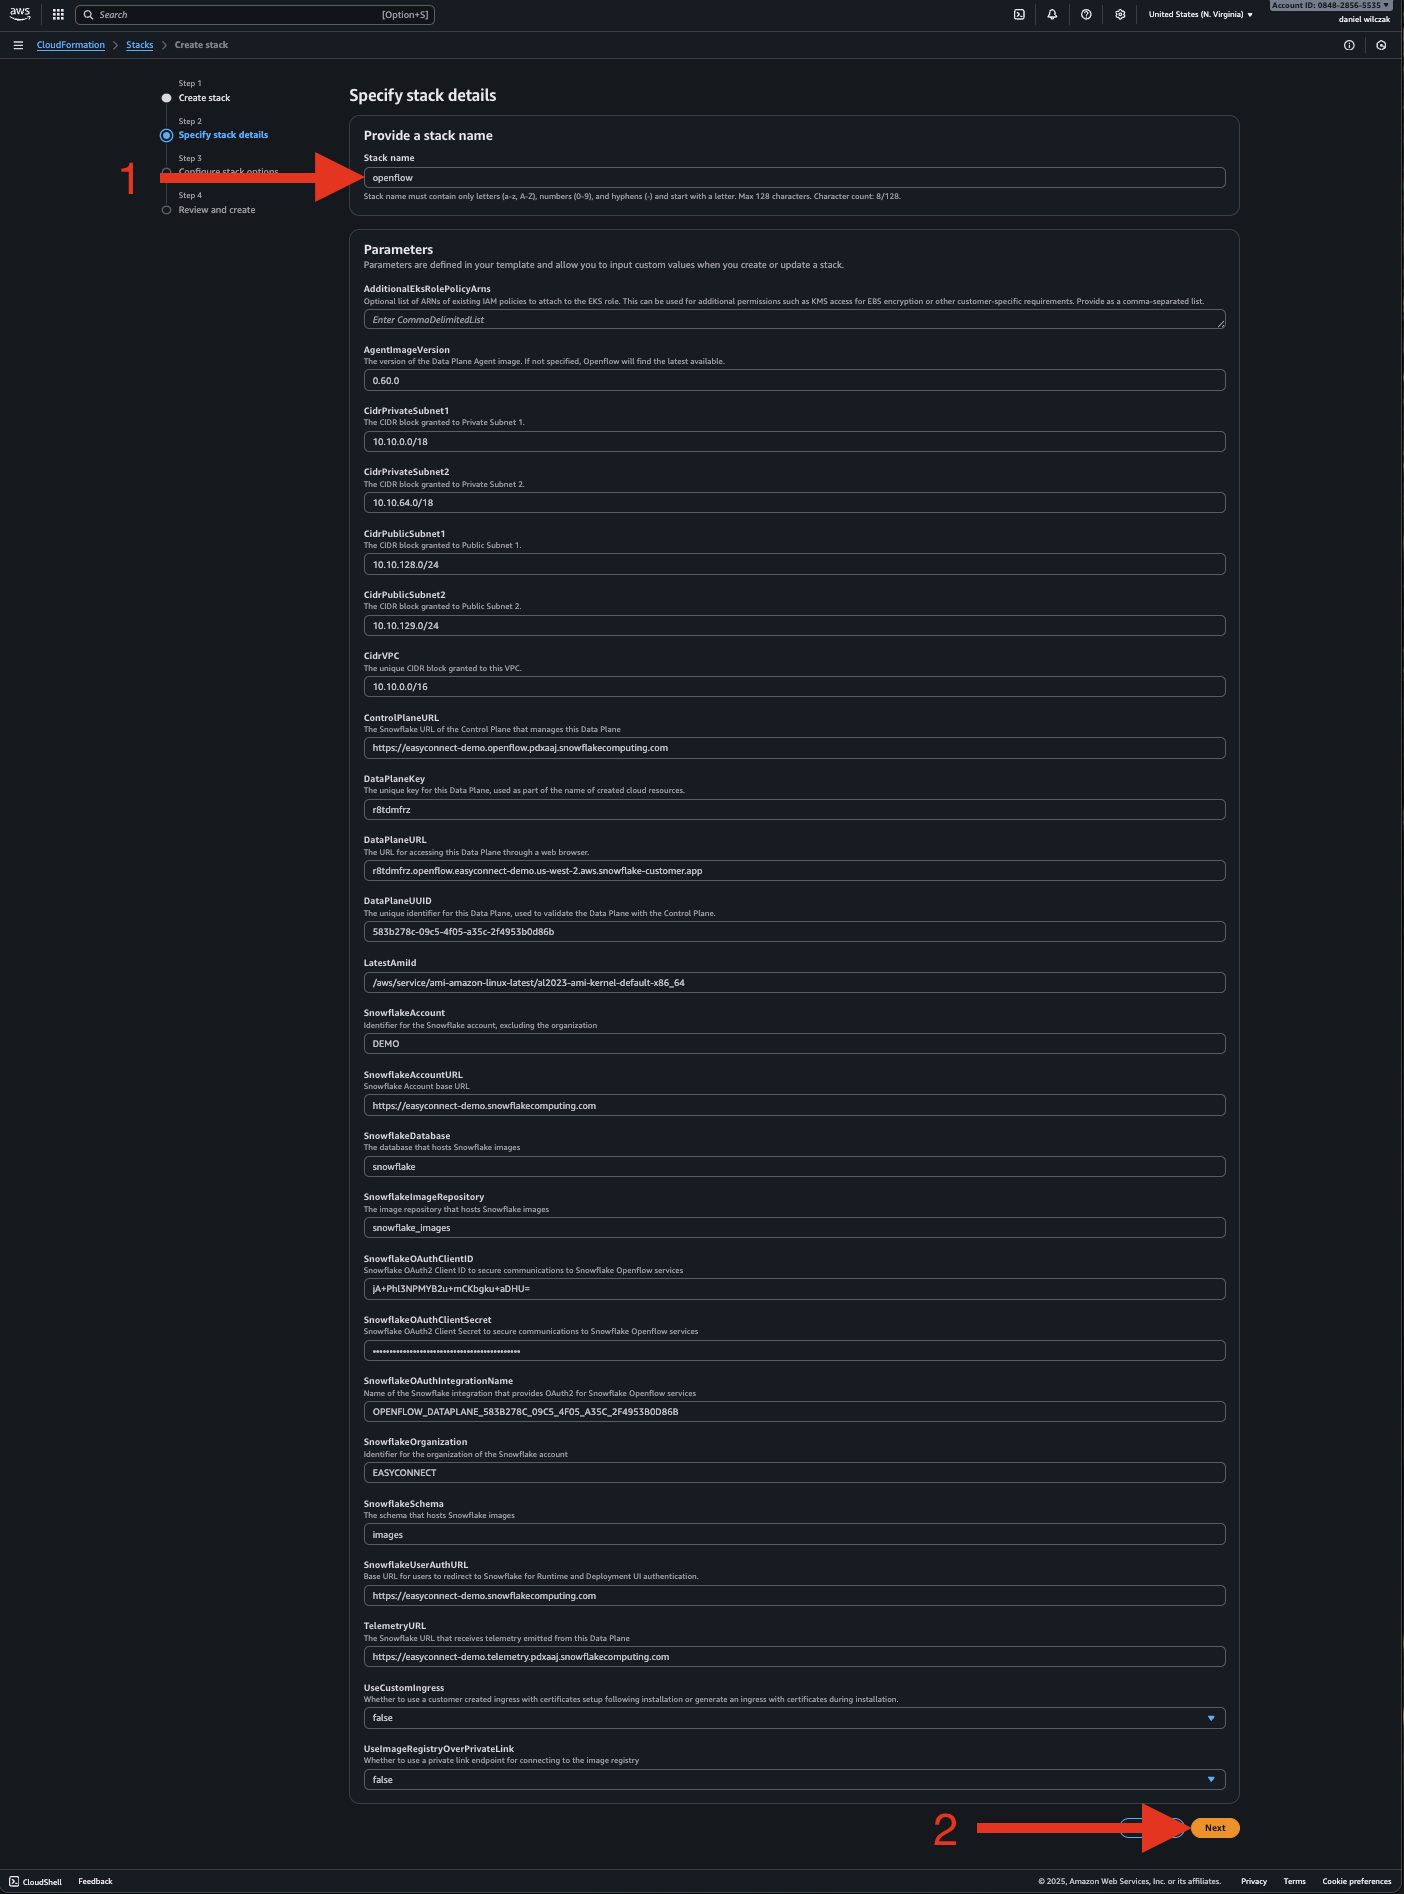 aws
Search
[Option+S]
United States (N. Virginia)
Account ID: 0848-2856-5535
daniel wilczak
CloudFormation
Stacks
Create stack
Step 1
Create stack
Step 2
Specify stack details
Step 3
Configure stack options
Step 4
Review and create
1
Specify stack details
Provide a stack name
Stack name
openflow
Stack name must contain only letters (a-z, A-Z), numbers (0-9), and hyphens (-) and start with a letter. Max 128 characters. Character count: 8/128.
Parameters
Parameters are defined in your template and allow you to input custom values when you create or update a stack.
AdditionalEksRolePolicyArns
Optional list of ARNs of existing IAM policies to attach to the EKS role. This can be used for additional permissions such as KMS access for EBS encryption or other customer-specific requirements. Provide as a comma-separated list.
Enter CommaDelimitedList
AgentImageVersion
The version of the Data Plane Agent image. If not specified, Openflow will find the latest available.
0.60.0
CidrPrivateSubnet1
The CIDR block granted to Private Subnet 1.
10.10.0.0/18
CidrPrivateSubnet2
The CIDR block granted to Private Subnet 2.
10.10.64.0/18
CidrPublicSubnet1
The CIDR block granted to Public Subnet 1.
10.10.128.0/24
CidrPublicSubnet2
The CIDR block granted to Public Subnet 2.
10.10.129.0/24
CidrVPC
The unique CIDR block granted to this VPC.
10.10.0.0/16
ControlPlaneURL
The Snowflake URL of the Control Plane that manages this Data Plane
https://easyconnect-demo.openflow.pdxaaj.snowflakecomputing.com
DataPlaneKey
The unique key for this Data Plane, used as part of the name of created cloud resources.
r8tdmfrz
DataPlaneURL
The URL for accessing this Data Plane through a web browser.
r8tdmfrz.openflow.easyconnect-demo.us-west-2.aws.snowflake-customer.app
DataPlaneUUID
The unique identifier for this Data Plane, used to validate the Data Plane with the Control Plane.
583b278c-09c5-4f05-a35c-2f4953b0d86b
LatestAmiId
/aws/service/ami-amazon-linux-latest/al2023-ami-kernel-default-x86_64
SnowflakeAccount
Identifier for the Snowflake account, excluding the organization
DEMO
SnowflakeAccountURL
Snowflake Account base URL
https://easyconnect-demo.snowflakecomputing.com
SnowflakeDatabase
The database that hosts Snowflake images
snowflake
SnowflakeImageRepository
The image repository that hosts Snowflake images
snowflake_images
SnowflakeOAuthClientID
Snowflake OAuth2 Client ID to secure communications to Snowflake Openflow services
jA+Phl3NPMYB2u+mCKbgku+aDHU=
SnowflakeOAuthClientSecret
Snowflake OAuth2 Client Secret to secure communications to Snowflake Openflow services
SnowflakeOAuthIntegrationName
Name of the Snowflake integration that provides OAuth2 for Snowflake Openflow services
OPENFLOW_DATAPLANE_583B278C_09C5_4F05_A35C_2F4953B0D86B
SnowflakeOrganization
Identifier for the organization of the Snowflake account
EASYCONNECT
SnowflakeSchema
The schema that hosts Snowflake images
images
SnowflakeUserAuthURL
Base URL for users to redirect to Snowflake for Runtime and Deployment UI authentication.
https://easyconnect-demo.snowflakecomputing.com
TelemetryURL
The Snowflake URL that receives telemetry emitted from this Data Plane
https://easyconnect-demo.telemetry.pdxaaj.snowflakecomputing.com
UseCustomIngress
Whether to use a customer created ingress with certificates setup following installation or generate an ingress with certificates during installation.
false
UseImageRegistryOverPrivateLink
Whether to use a private link endpoint for connecting to the image registry
false
2
Next
CloudShell
Feedback
© 2025, Amazon Web Services, Inc. or its affiliates.
Privacy
Terms
Cookie preferences